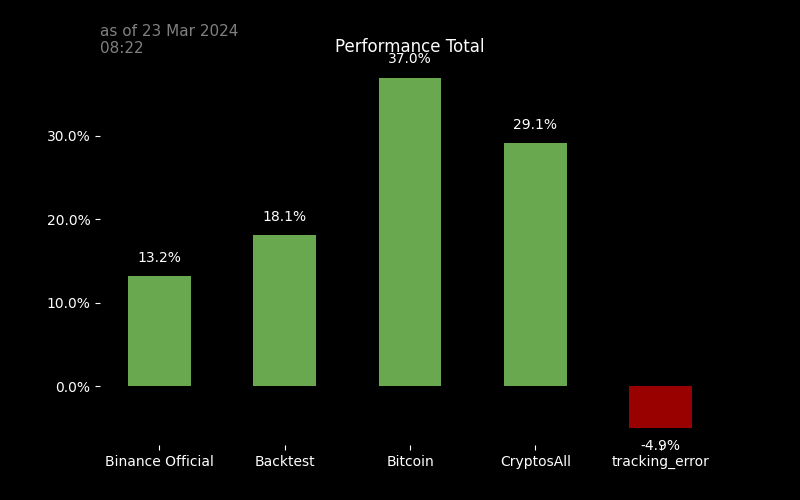 as of 23 Mar 2024
08:22
Performance Total
37.0%
29.1%
30.0%
18.1%
20.0%
13.2%
10.0%
0.0%
-4.9%
Binance Official
Backtest
Bitcoin
CryptosAll
tracking_error